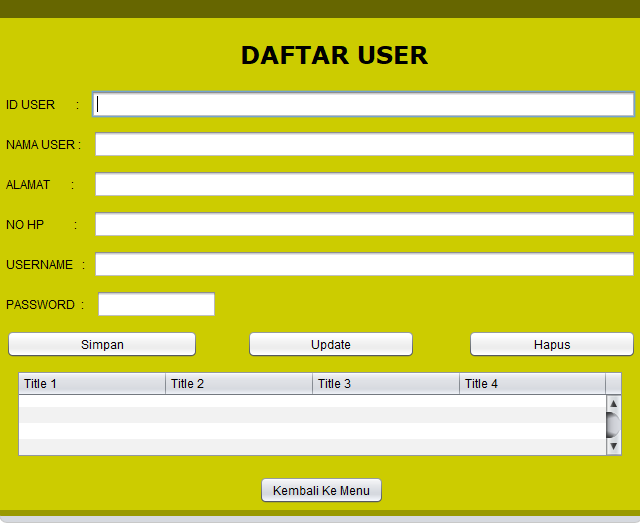 DAFTAR USER
ID USER :
NAMA USER :
ALAMAT :
NO HP :
USERNAME :
PASSWORD :
Simpan Update Hapus
Title 1 Title 2 Title 3 Title 4
Kembali Ke Menu